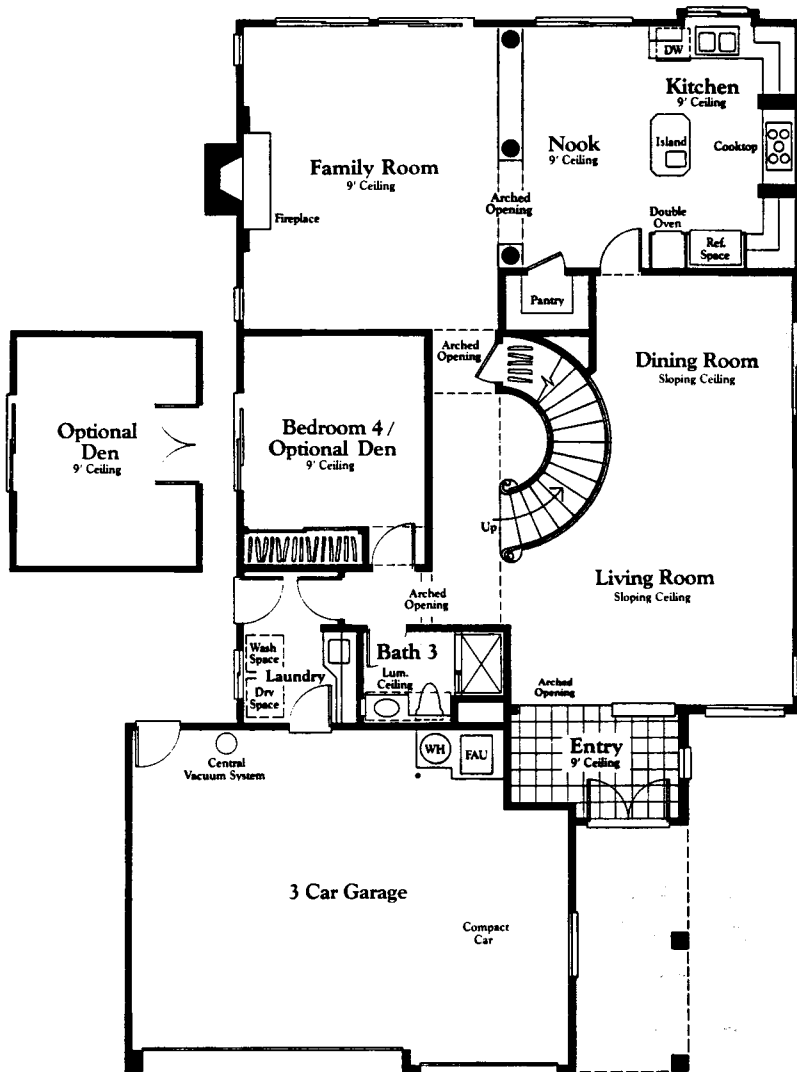 DW
Kitchen
9' Ceiling
Island
Cooktop
Nook
9' Ceiling
Family Room
9' Ceiling
Fireplace
Arched
Opening
Double
Oven
Ref.
Space
Pantry
Arched
Opening
Dining Room
Sloping Ceiling
Optional
Den
9' Ceiling
Bedroom 4 /
Optional Den
9' Ceiling
Up
Living Room
Sloping Ceiling
Arched
Opening
Wash
Space
Laundry
Dry
Space
Bath 3
Lum.
Ceiling
Arched
Opening
Entry
9' Ceiling
Central
Vacuum System
WH
FAU
3 Car Garage
Compact
Car